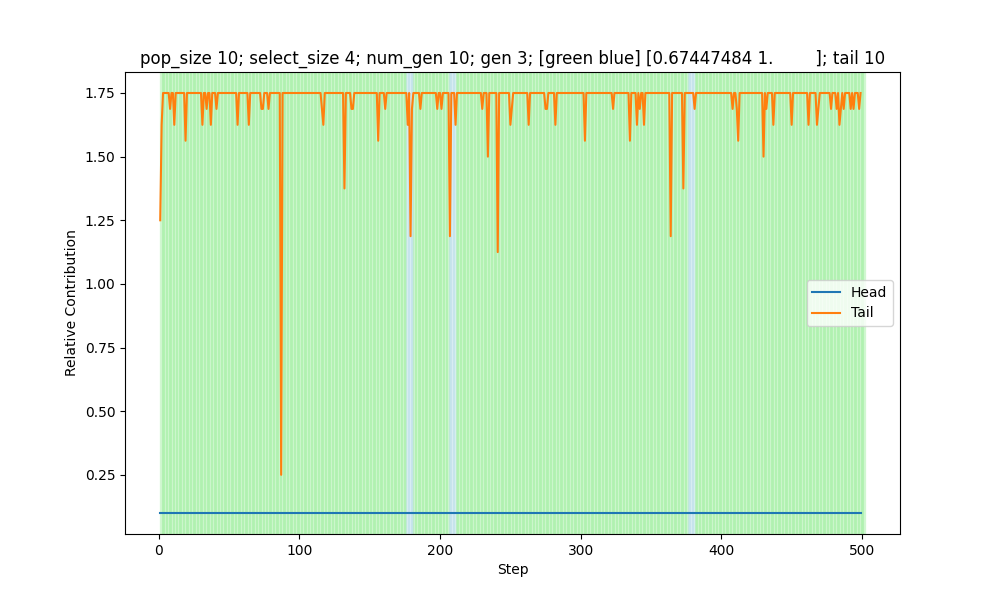 pop_size 10; select_size 4; num_gen 10; gen 3; [green blue] [0.67447484 1.        ]; tail 10
1.75
1.50
1.25
1.00
0.75
0.50
0.25
Relative Contribution
Head
Tail
0 100 200 300 400 500
Step